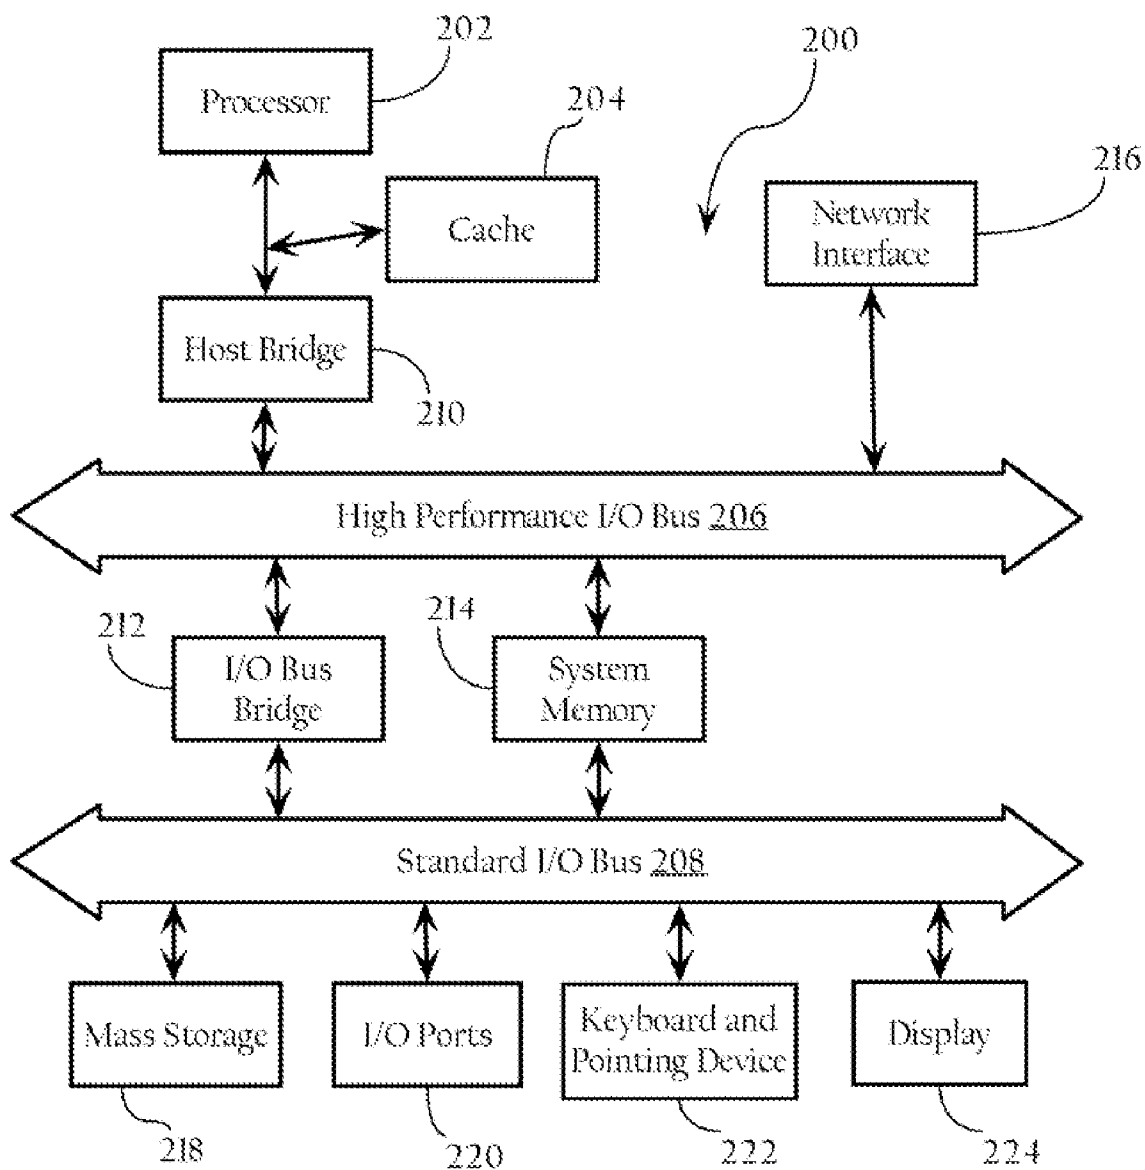 202
200
Processor
204
216
Cache
Network
Interface
Host Bridge
210
High Performance I/O Bus 206
212
214
I/O Bus
Bridge
System
Memory
Standard I/O Bus 208
Mass Storage
I/O Ports
Keyboard and
Pointing Device
Display
218
220
222
224